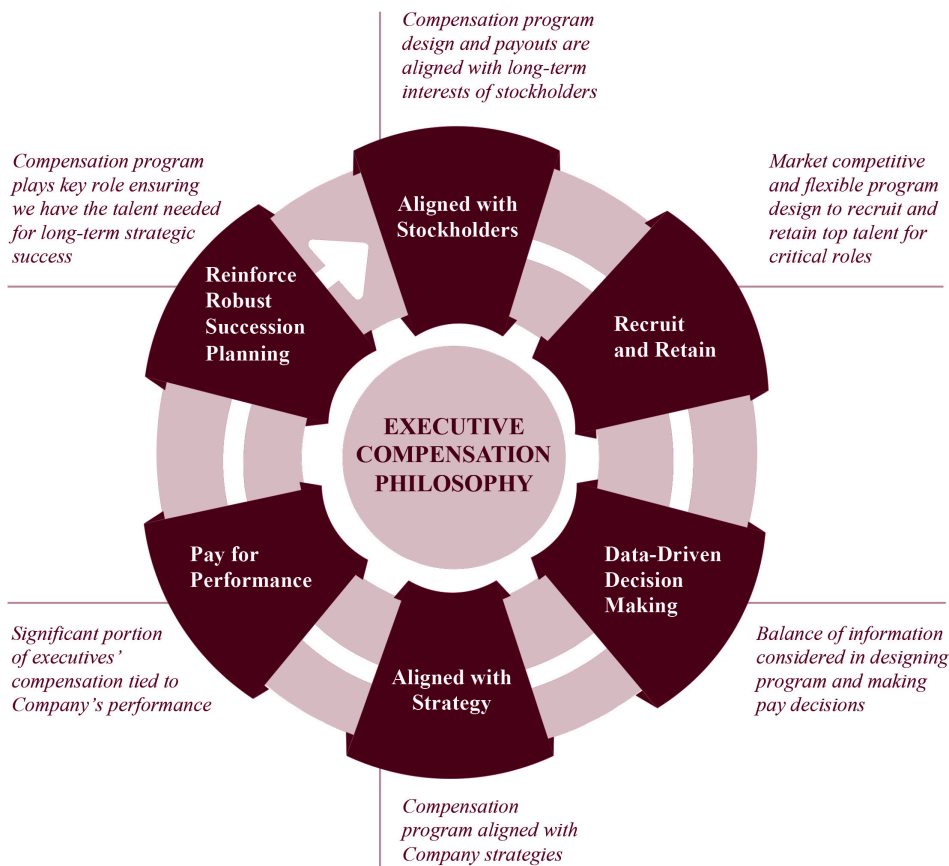 Compensation program
design and payouts are
aligned with long-term
interests of stockholders
Compensation program
plays key role ensuring
we have the talent needed
for long-term strategic
success
Market competitive
and flexible program
design to recruit and
retain top talent for
critical roles
Aligned with
Stockholders
Reinforce
Robust
Succession
Planning
Recruit
and Retain
EXECUTIVE
COMPENSATION
PHILOSOPHY
Pay for
Performance
Data-Driven
Decision
Making
Aligned with
Strategy
Significant portion
of executives’
compensation tied to
Company’s performance
Balance of information
considered in designing
program and making
pay decisions
Compensation
program aligned with
Company strategies